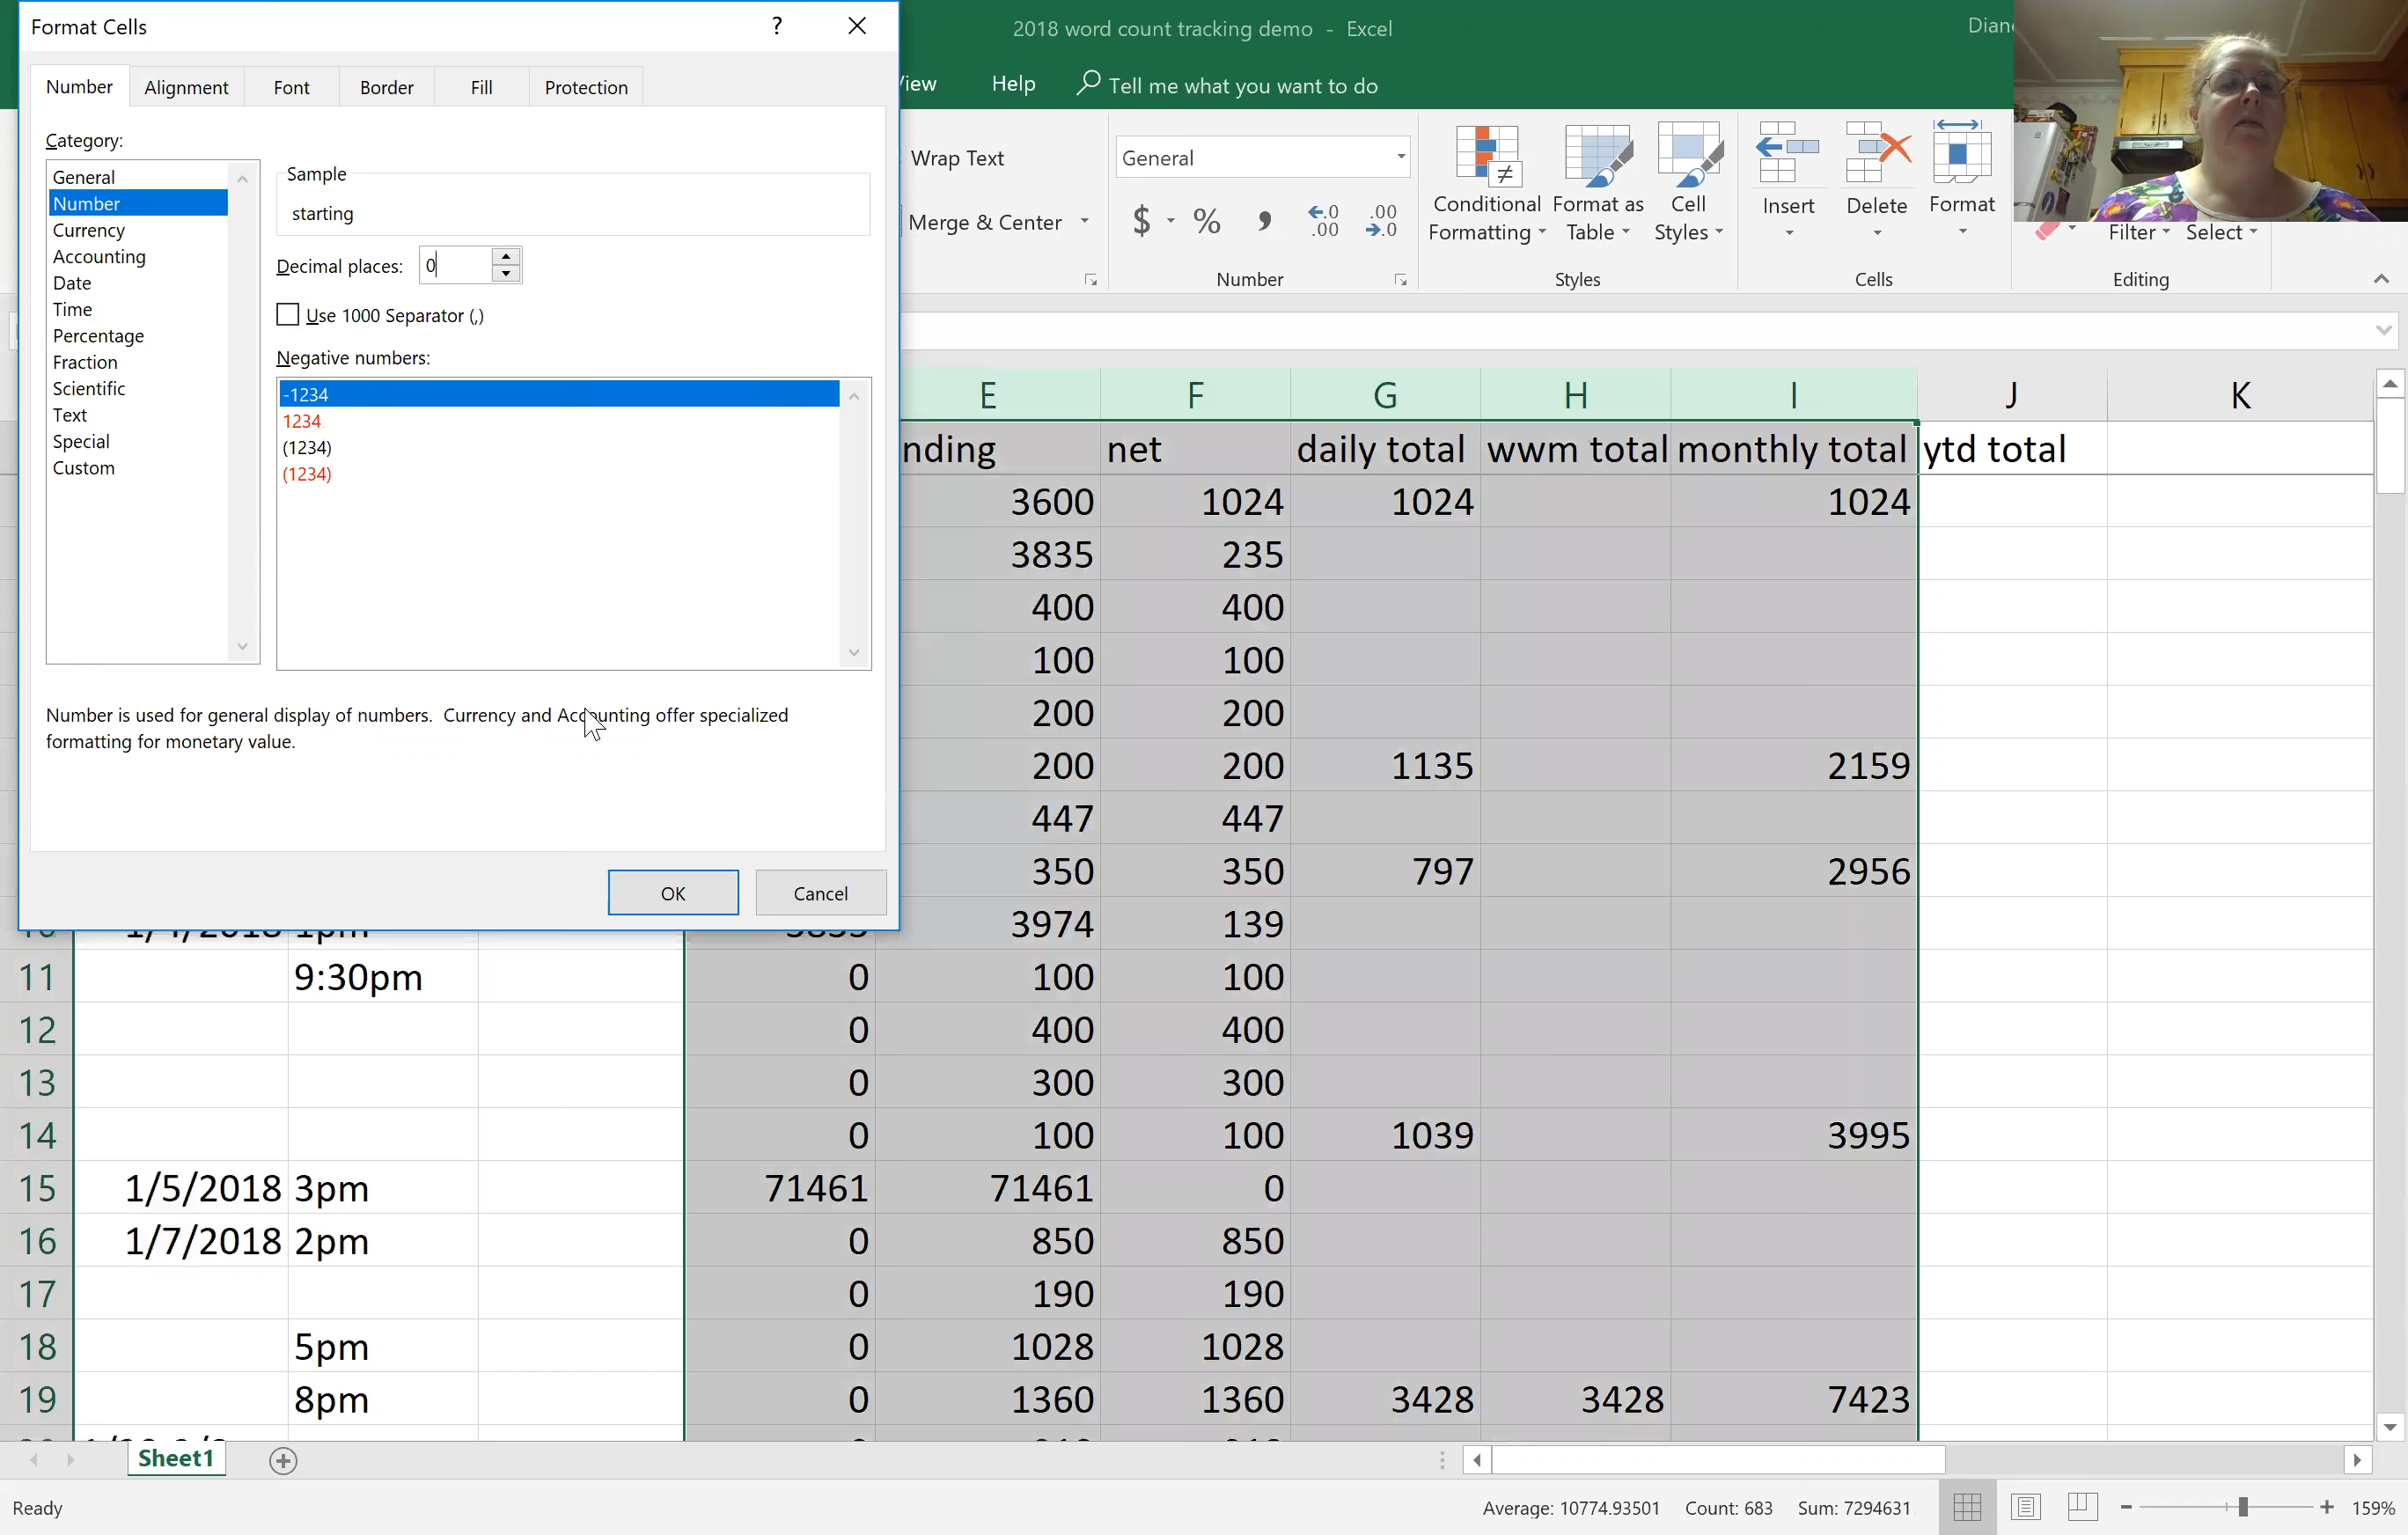 Format Cells ?
2018 word count tracking demo - Excel
Number Alignment Font Border Fill Protection
Help Tell me what you want to do
Category:
General
Number
Currency
Accounting
Date
Time
Percentage
Fraction
Scientific
Text
Special
Custom
Sample
starting
Decimal places: 0
Use 1000 Separator (,)
Negative numbers:
-1234
1234
(1234)
(1234)
Number is used for general display of numbers. Currency and Accounting offer specialized
formatting for monetary value.
OK Cancel
Wrap Text
Merge & Center
General
$ % , .0 .00 .00 .0
Number
Conditional Formatting
Format as Table
Cell Styles
Styles
Insert Delete Format
Cells
Filter Select
Editing
E F G H I J K
net daily total wwm total monthly total ytd total
3600 1024 1024 1024
3835 235
400 400
100 100
200 200
200 200 1135 2159
447 447
350 350 797 2956
3974 139
11 9:30pm 0 100 100
12 0 400 400
13 0 300 300
14 0 100 100 1039 3995
15 1/5/2018 3pm 71461 71461 0
16 1/7/2018 2pm 0 850 850
17 0 190 190
18 5pm 0 1028 1028
19 8pm 0 1360 1360 3428 3428 7423
Sheet1
Ready
Average: 10774.93501 Count: 683 Sum: 7294631
159%